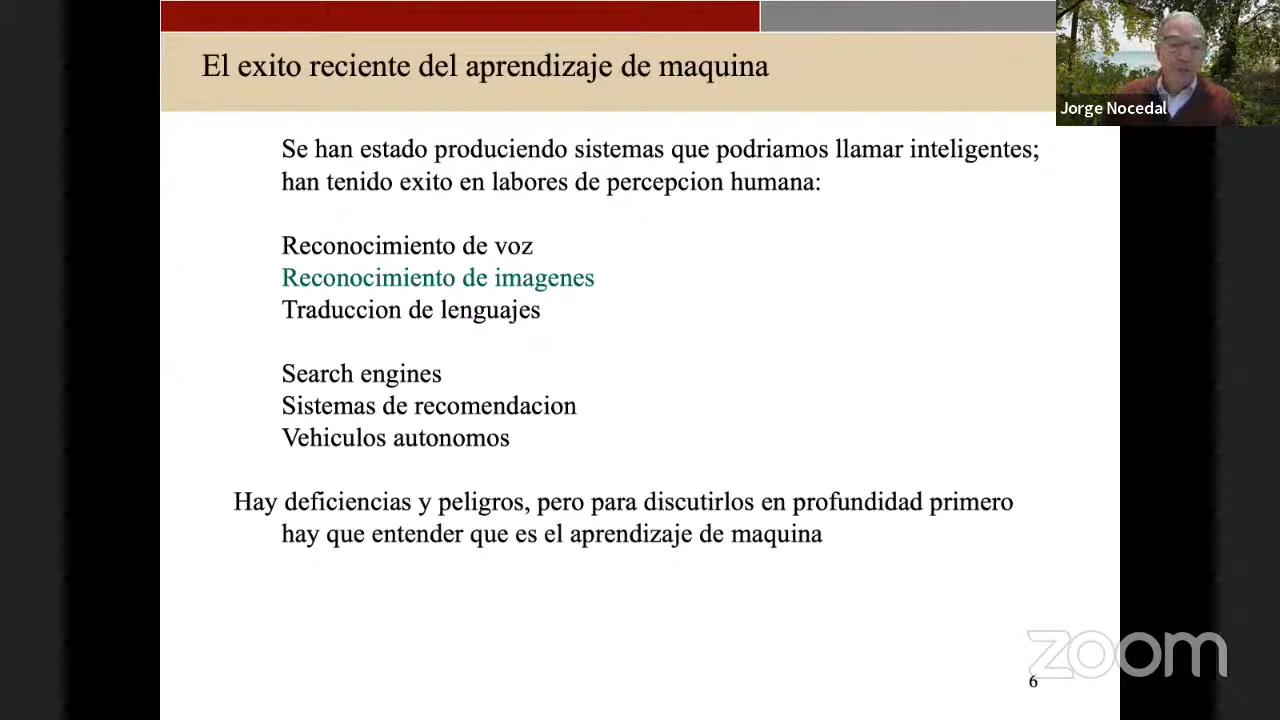 El exito reciente del aprendizaje de maquina
Jorge Nocedal
Se han estado produciendo sistemas que podriamos llamar inteligentes;
han tenido exito en labores de percepcion humana:
Reconocimiento de voz
Reconocimiento de imagenes
Traduccion de lenguajes
Search engines
Sistemas de recomendacion
Vehiculos autonomos
Hay deficiencias y peligros, pero para discutirlos en profundidad primero
hay que entender que es el aprendizaje de maquina
zoom
6